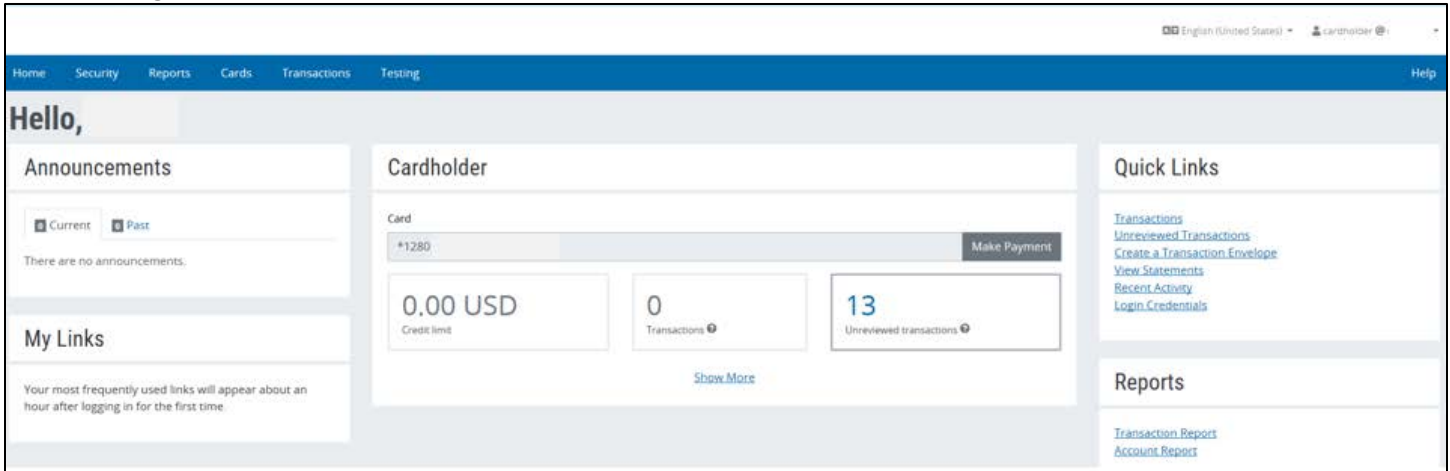 English (United States)
cardholder @
Home Security Reports Cards Transactions Testing Help
Hello,
Announcements
0 Current 0 Past
There are no announcements.
My Links
Your most frequently used links will appear about an
hour after logging in for the first time
Cardholder
Card
*1280 Make Payment
0.00 USD
Credit limit
0
Transactions
13
Unreviewed transactions
Show More
Quick Links
Transactions
Unreviewed Transactions
Create a Transaction Envelope
View Statements
Recent Activity
Login Credentials
Reports
Transaction Report
Account Report